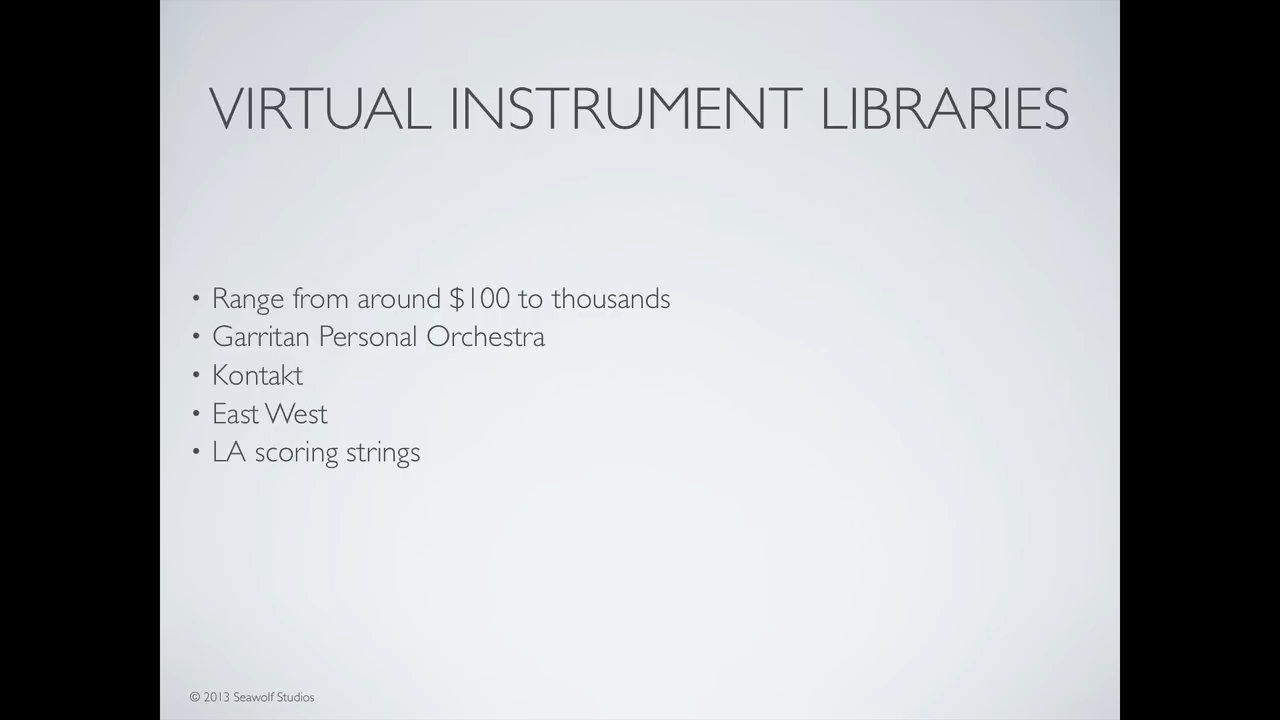 VIRTUAL INSTRUMENT LIBRARIES
• Range from around $100 to thousands
• Garritan Personal Orchestra
• Kontakt
• East West
• LA scoring strings
© 2013 Seawolf Studios